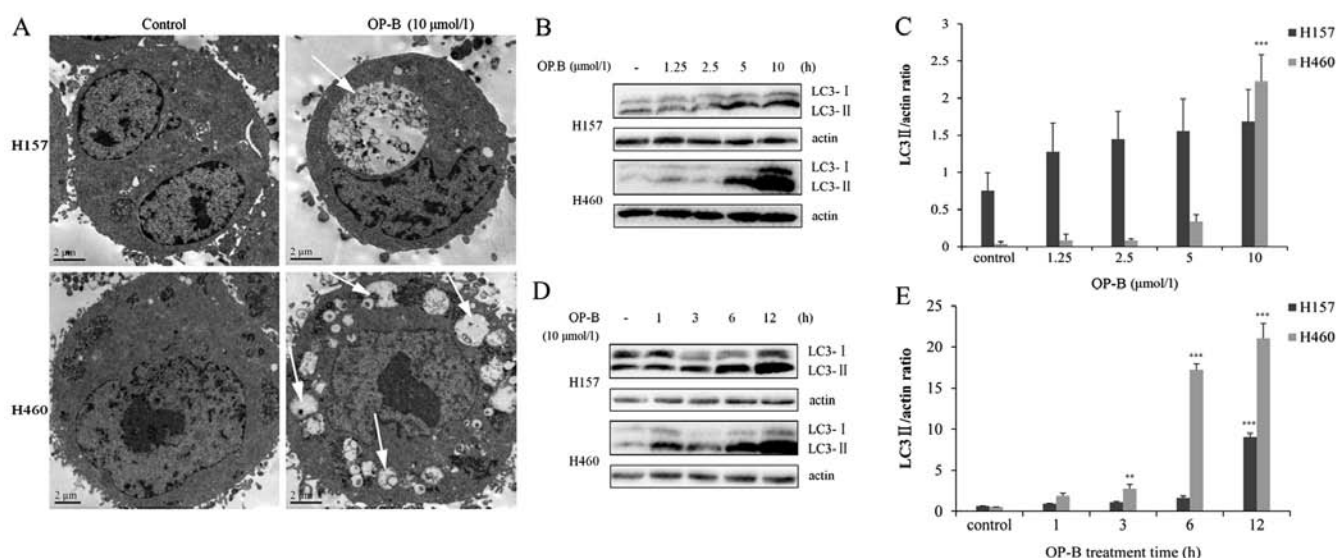 A
Control
OP-B (10 μmol/l)
H157
2 μm
2 μm
H460
2 μm
2 μm
B
OP.B (μmol/l) - 1.25 2.5 5 10 (h)
LC3-Ⅰ
LC3-Ⅱ
H157
actin
LC3-Ⅰ
LC3-Ⅱ
H460
actin
C
H157
H460
LC3Ⅱ/actin ratio
3
2.5
2
1.5
1
0.5
0
***
control 1.25 2.5 5 10
OP-B (μmol/l)
D
OP-B - 1 3 6 12 (h)
(10 μmol/l)
LC3-Ⅰ
LC3-Ⅱ
H157
actin
LC3-Ⅰ
LC3-Ⅱ
H460
actin
E
H157
H460
LC3Ⅱ/actin ratio
25
20
15
10
5
0
** *** *** ***
control 1 3 6 12
OP-B treatment time (h)